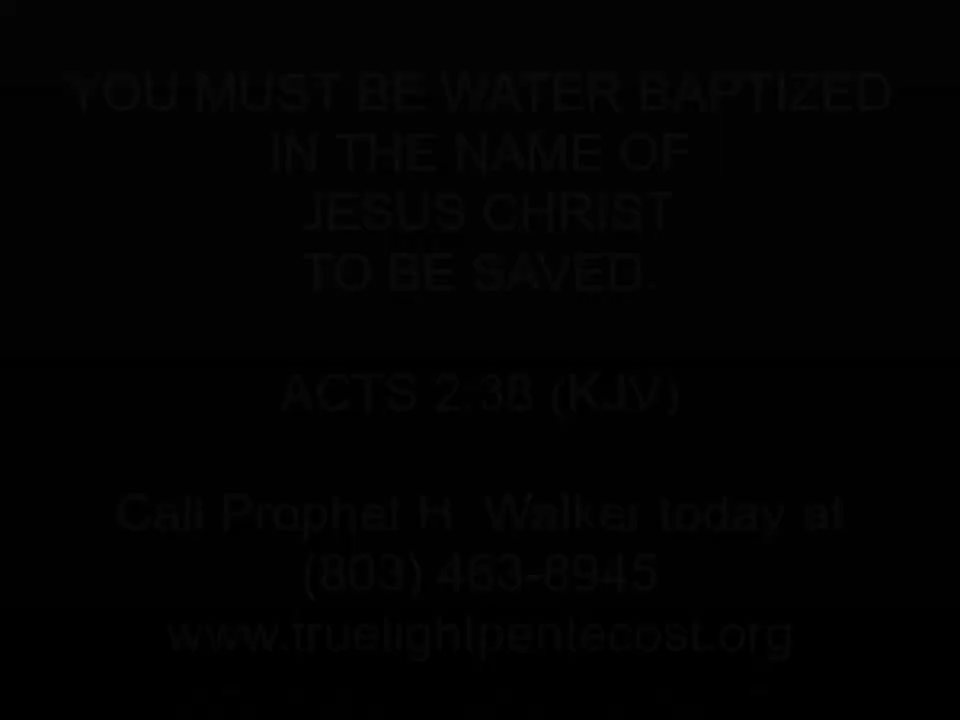 YOU MUST BE WATER BAPTIZED
IN THE NAME OF
JESUS CHRIST
TO BE SAVED.
ACTS 2:38 (KJV)
Call Prophet H. Walker today at
(803) 463-8945
www.truelightpentecost.org